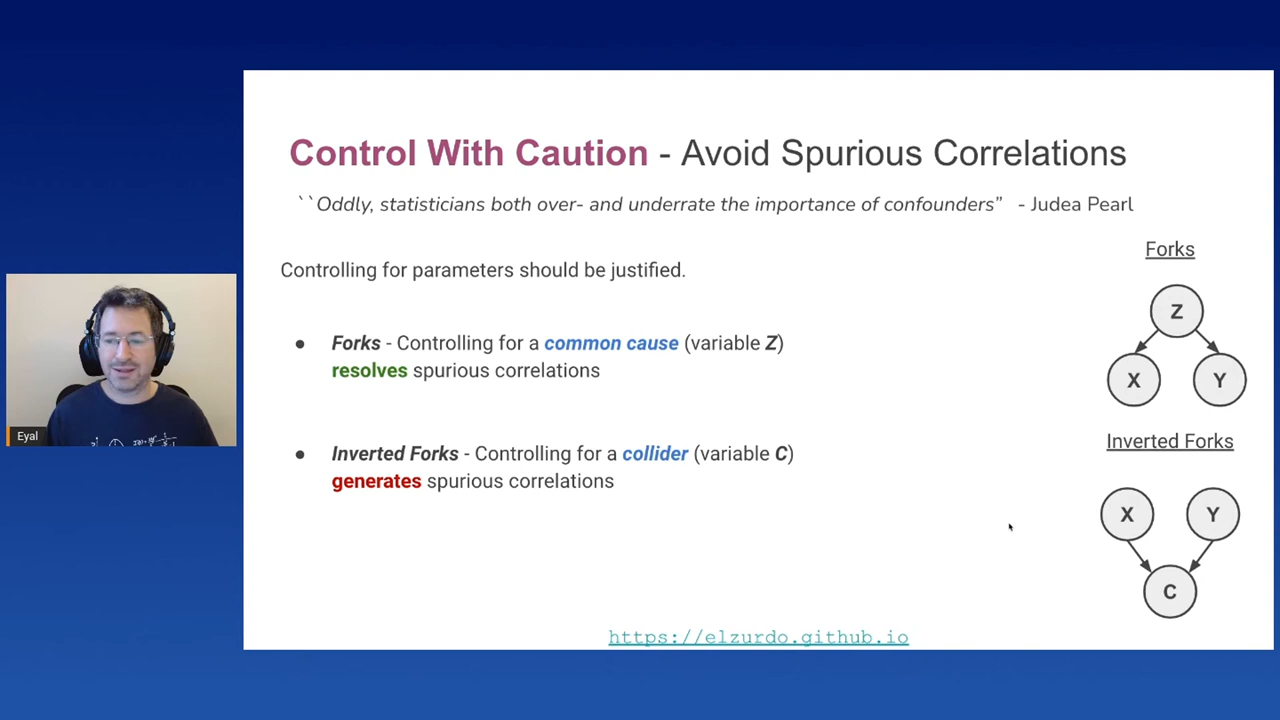 Control With Caution - Avoid Spurious Correlations
``Oddly, statisticians both over- and underrate the importance of confounders” - Judea Pearl
Controlling for parameters should be justified.
● Forks - Controlling for a common cause (variable Z)
resolves spurious correlations
● Inverted Forks - Controlling for a collider (variable C)
generates spurious correlations
Forks
Z
X Y
Inverted Forks
X Y
C
https://elzurdo.github.io
Eyal